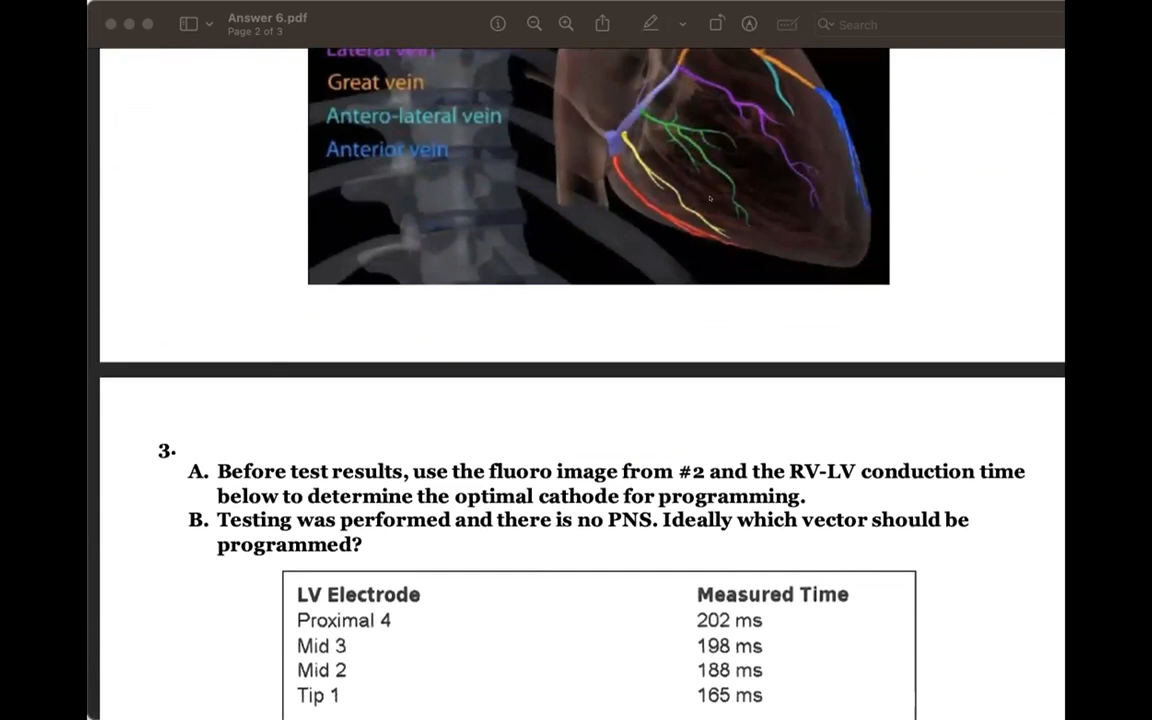 Answer 6.pdf
Page 2 of 3
Search
Lateral vein
Great vein
Antero-lateral vein
Anterior vein
3.
A. Before test results, use the fluoro image from #2 and the RV-LV conduction time
below to determine the optimal cathode for programming.
B. Testing was performed and there is no PNS. Ideally which vector should be
programmed?
LV Electrode Measured Time
Proximal 4 202 ms
Mid 3 198 ms
Mid 2 188 ms
Tip 1 165 ms